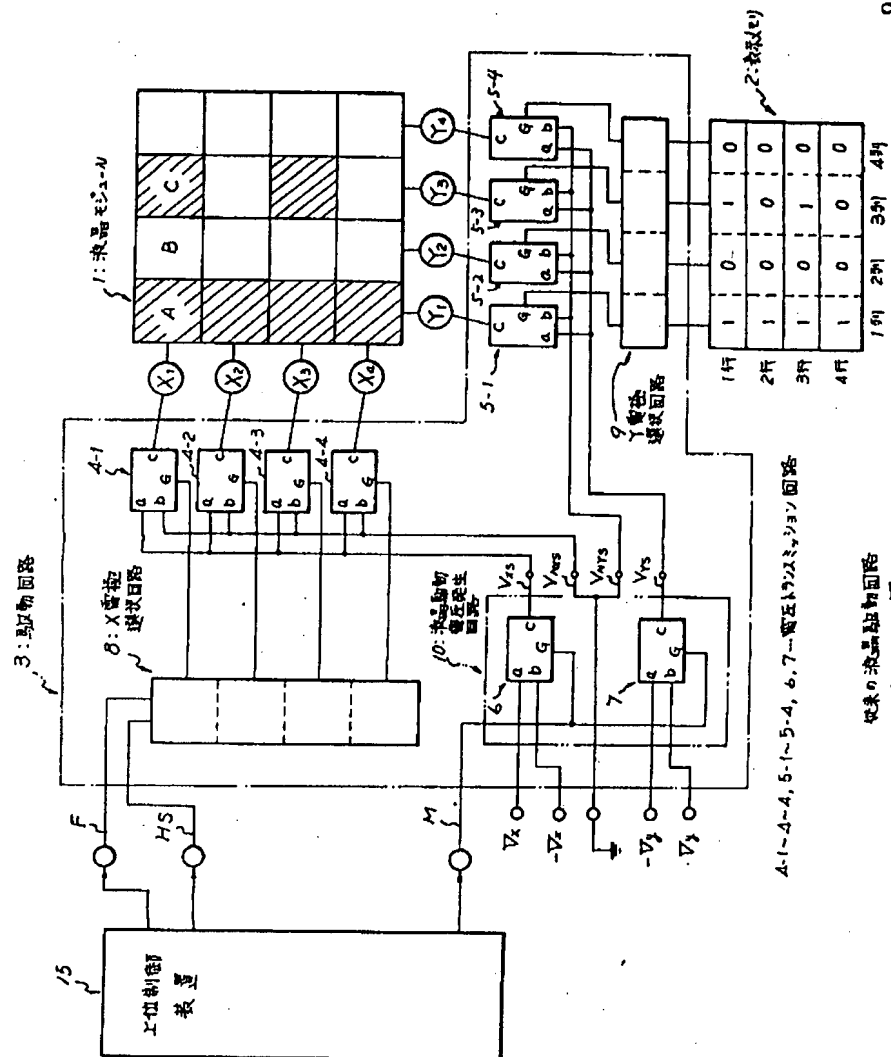 3:駆動回路
1:液晶モジュール
A
B
C
X1
X2
X3
X4
Y1
Y2
Y3
Y4
8:X電極
選択回路
4-1
4-2
4-3
4-4
a
b
C
G
a
b
C
G
a
b
C
G
a
b
C
G
5-1
5-2
5-3
5-4
C
G
a
b
C
G
a
b
C
G
a
b
C
G
a
b
9
Y電極
選択回路
2:表示メモリ
1行
2行
3行
4行
1 0 1 0
1 0 0 0
1 0 1 0
1 0 0 0
1列
2列
3列
4列
10:液晶駆動
電圧発生
回路
VXS
VNXS
VNYS
VYS
6
a
b
C
G
7
a
b
C
G
Vx
-Vx
-Vy
Vy
F
HS
M
15
上位制御
装置
4-1~4-4, 5-1~5-4, 6,7-電圧トランスミッション回路
従来の液晶駆動回路